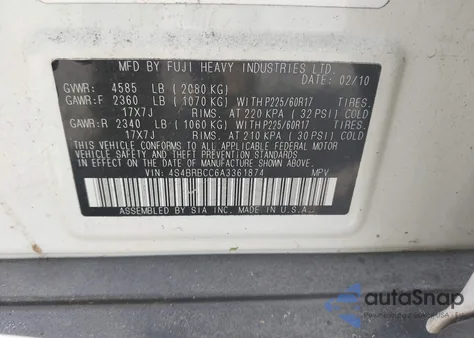 MFD BY FUJI HEAVY INDUSTRIES LTD.
DATE: 02/10
GVWR: 4585 LB ( 2080 KG)
GAWR:F 2360 LB ( 1070 KG) WITH P225/60R17 TIRES.
17X7J RIMS. AT 220 KPA ( 32 PSI) COLD
GAWR:R 2340 LB ( 1060 KG) WITH P225/60R17 TIRES.
17X7J RIMS. AT 210 KPA ( 30 PSI) COLD
THIS VEHICLE CONFORMS TO ALL APPLICABLE FEDERAL MOTOR
VEHICLE SAFETY, BUMPER, AND THEFT PREVENTION STANDARDS
IN EFFECT ON THE DATE OF MANUFACTURE SHOWN ABOVE.
VIN: 4S4BRBCC6A3361874 MPV
ASSEMBLED BY SIA INC. MADE IN U.S.A.
autoSnap